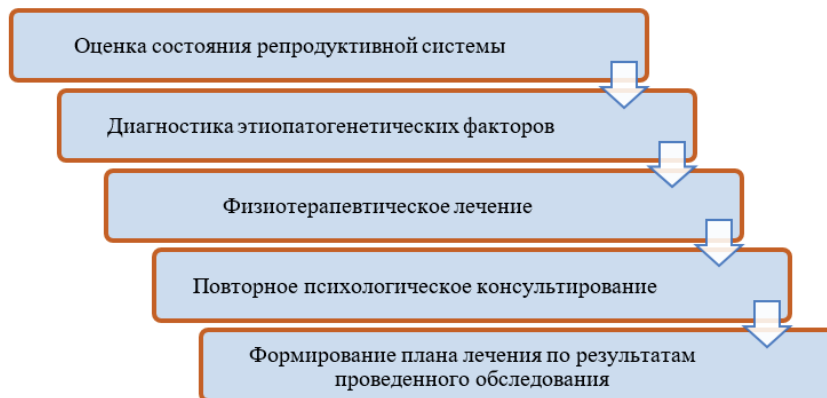 Оценка состояния репродуктивной системы
Диагностика этиопатогенетических факторов
Физиотерапевтическое лечение
Повторное психологическое консультирование
Формирование плана лечения по результатам
проведенного обследования